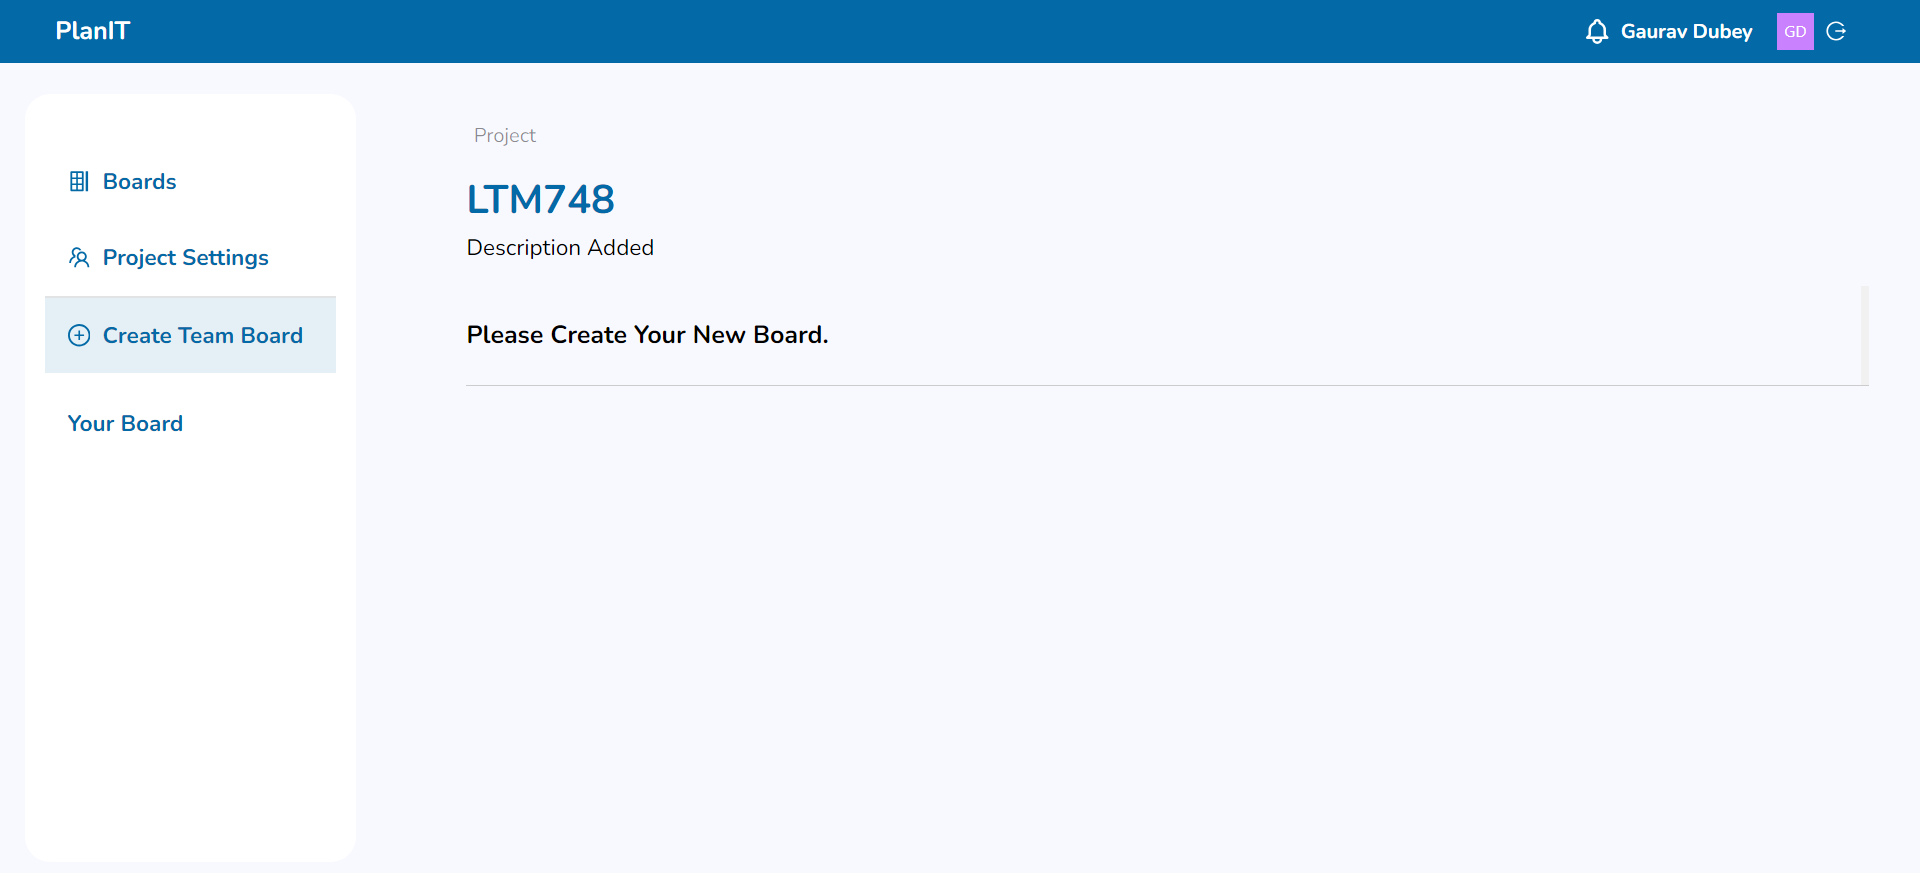 PlanIT
Gaurav Dubey
GD
Boards
Project Settings
Create Team Board
Your Board
Project
LTM748
Description Added
Please Create Your New Board.